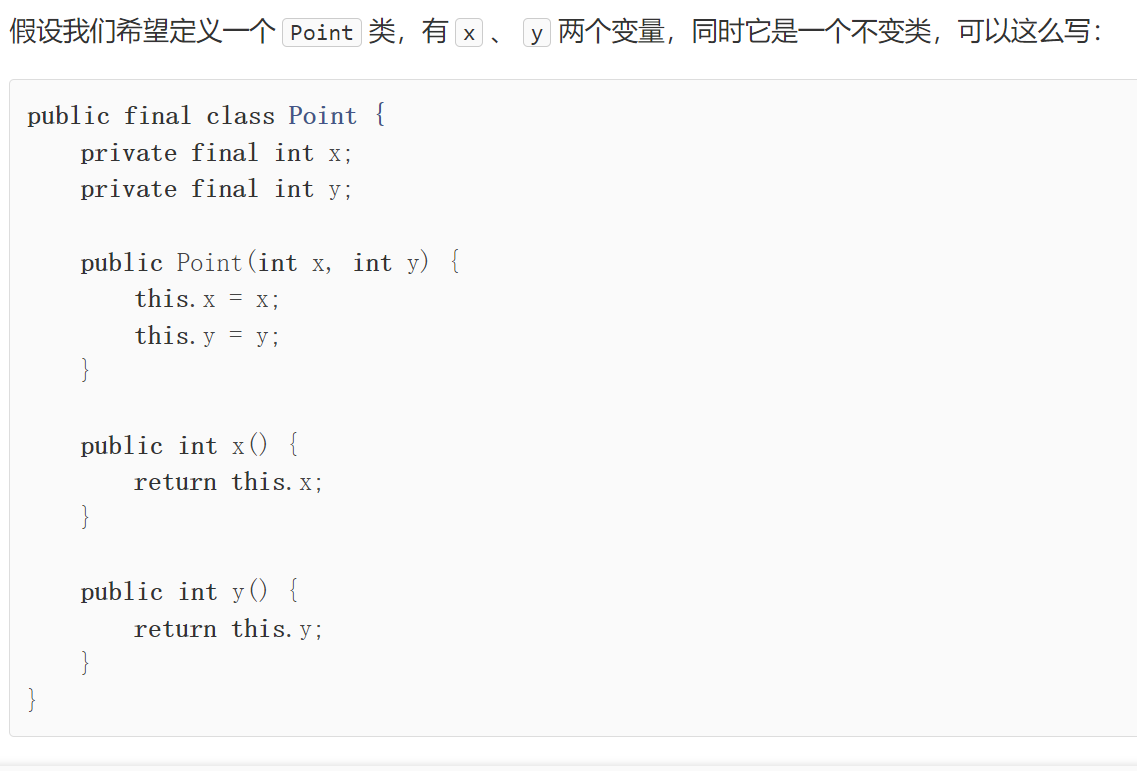 假设我们希望定义一个 Point 类，有 x 、 y 两个变量，同时它是一个不变类，可以这么写：
public final class Point {
    private final int x;
    private final int y;

    public Point(int x, int y) {
        this.x = x;
        this.y = y;
    }

    public int x() {
        return this.x;
    }

    public int y() {
        return this.y;
    }
}